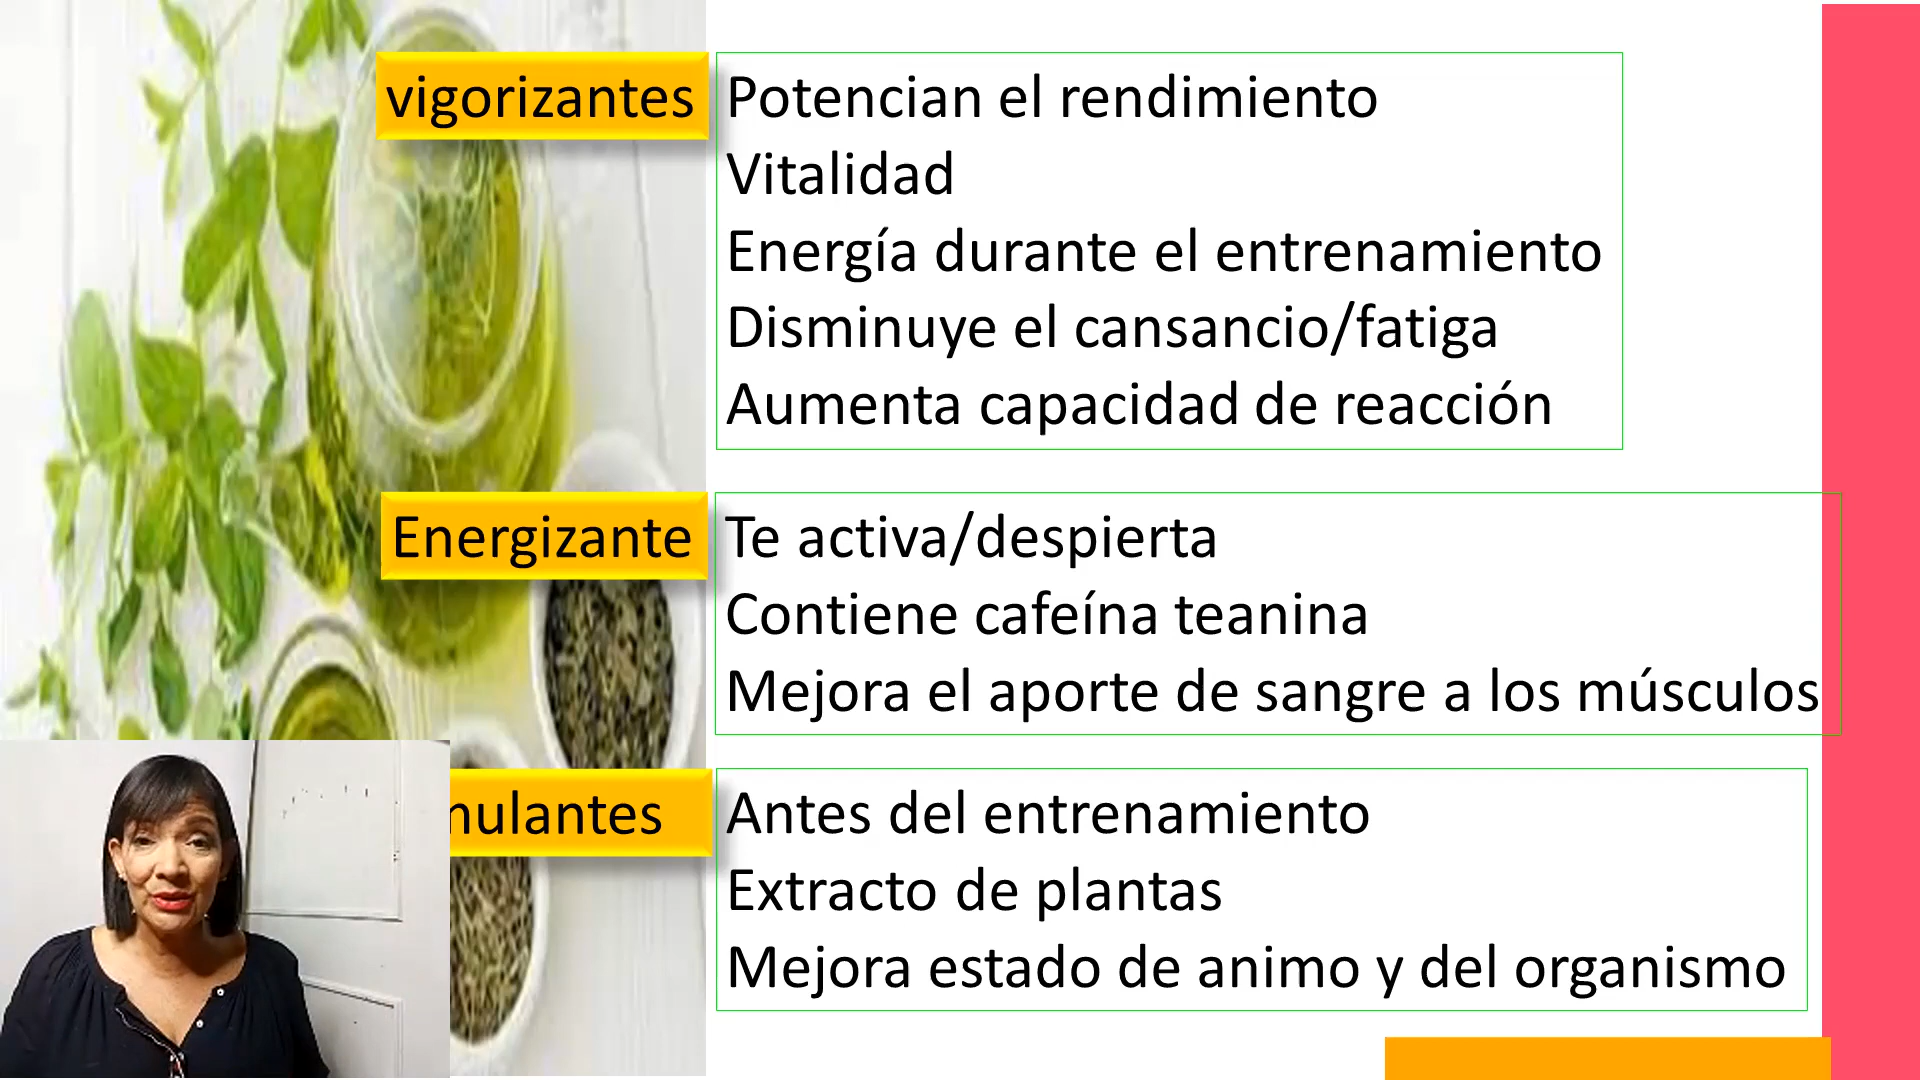 vigorizantes
Potencian el rendimiento
Vitalidad
Energía durante el entrenamiento
Disminuye el cansancio/fatiga
Aumenta capacidad de reacción
Energizante
Te activa/despierta
Contiene cafeína teanina
Mejora el aporte de sangre a los músculos
Antes del entrenamiento
Extracto de plantas
Mejora estado de animo y del organismo